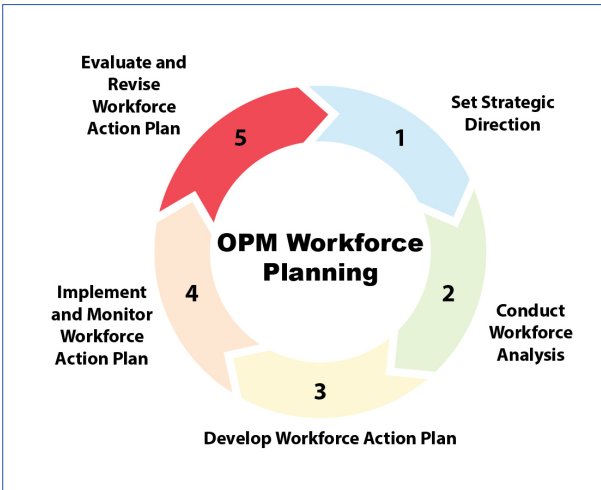 OPM Workforce
Planning
1
Set Strategic
Direction
2
Conduct
Workforce
Analysis
3
Develop Workforce Action Plan
4
Implement
and Monitor
Workforce
Action Plan
5
Evaluate and
Revise
Workforce
Action Plan